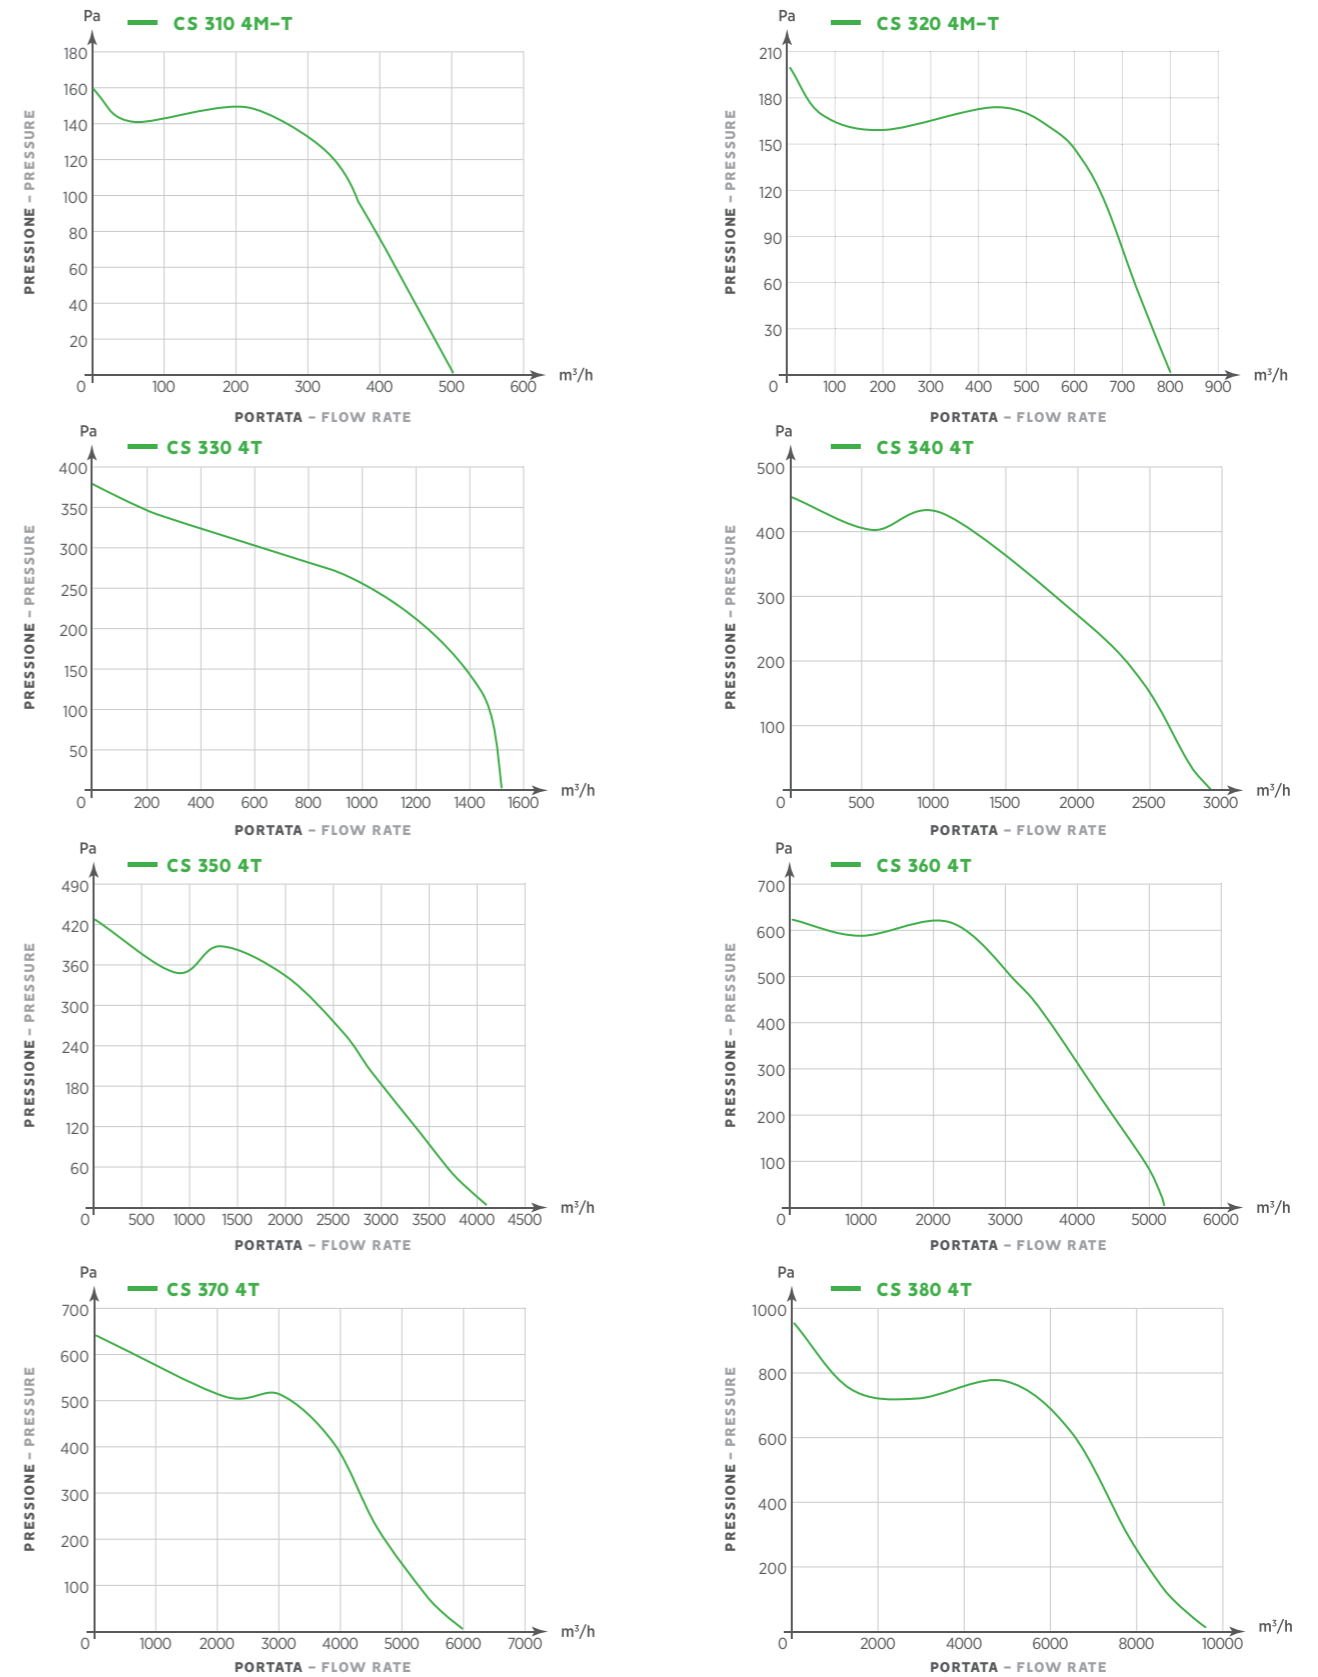 Pa
CS 310 4M–T
180
160
140
120
100
80
60
40
20
0 100 200 300 400 500 600 m³/h
PRESSIONE – PRESSURE
PORTATA – FLOW RATE
Pa
CS 320 4M–T
210
180
150
120
90
60
30
0 100 200 300 400 500 600 700 800 900 m³/h
PRESSIONE – PRESSURE
PORTATA – FLOW RATE
Pa
CS 330 4T
400
350
300
250
200
150
100
50
0 200 400 600 800 1000 1200 1400 1600 m³/h
PRESSIONE – PRESSURE
PORTATA – FLOW RATE
Pa
CS 340 4T
500
400
300
200
100
0 500 1000 1500 2000 2500 3000 m³/h
PRESSIONE – PRESSURE
PORTATA – FLOW RATE
Pa
CS 350 4T
490
420
360
300
240
180
120
60
0 500 1000 1500 2000 2500 3000 3500 4000 4500 m³/h
PRESSIONE – PRESSURE
PORTATA – FLOW RATE
Pa
CS 360 4T
700
600
500
400
300
200
100
0 1000 2000 3000 4000 5000 6000 m³/h
PRESSIONE – PRESSURE
PORTATA – FLOW RATE
Pa
CS 370 4T
700
600
500
400
300
200
100
0 1000 2000 3000 4000 5000 6000 7000 m³/h
PRESSIONE – PRESSURE
PORTATA – FLOW RATE
Pa
CS 380 4T
1000
800
600
400
200
0 2000 4000 6000 8000 10000 m³/h
PRESSIONE – PRESSURE
PORTATA – FLOW RATE